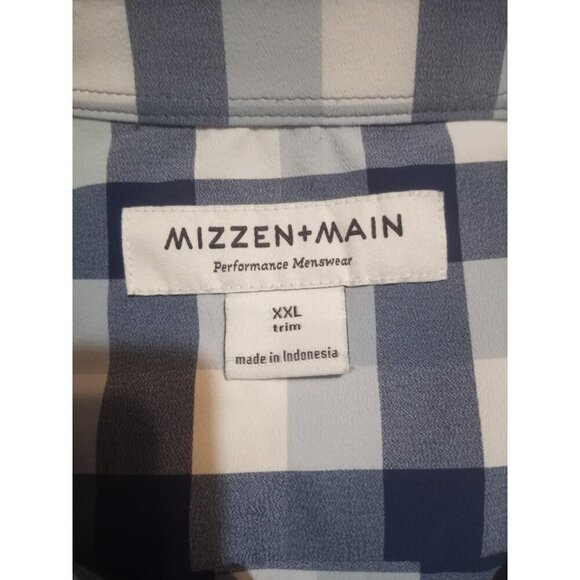 MIZZEN+MAIN
Performance Menswear
XXL
trim
made in Indonesia